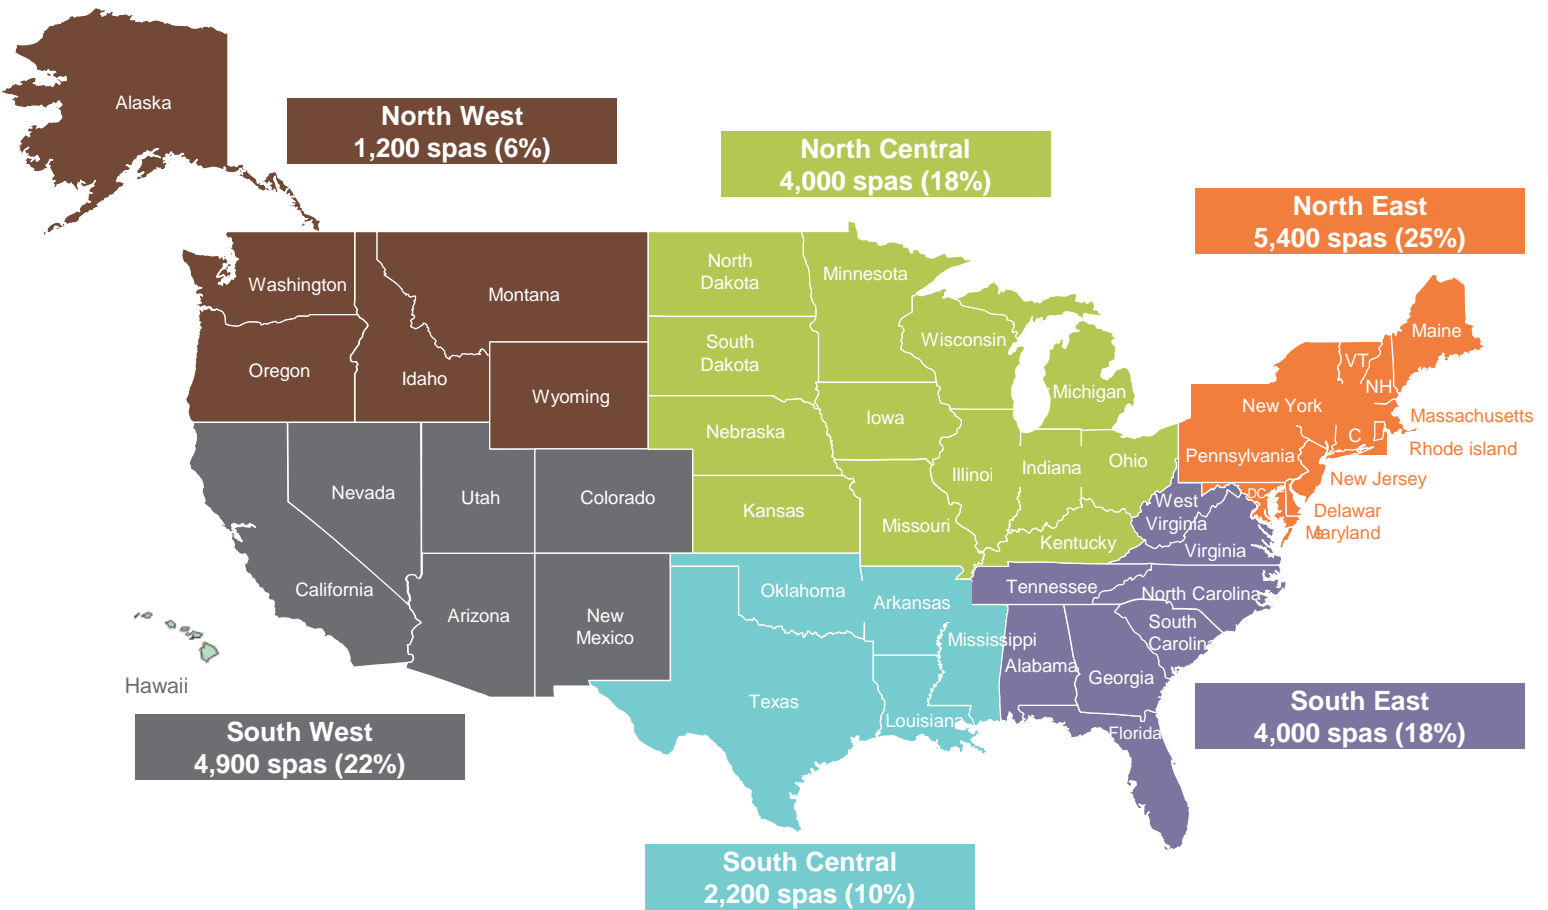 Alaska
North West
1,200 spas (6%)
North Central
4,000 spas (18%)
North East
5,400 spas (25%)
Washington
Montana
Oregon
Idaho
Wyoming
North
Dakota
Minnesota
South
Dakota
Wisconsin
Michigan
Nebraska
Iowa
Illinoi
Indiana
Ohio
Kansas
Missouri
Kentucky
Maine
VT
NH
New York
Massachusetts
C
Rhode island
Pennsylvania
New Jersey
DC
Delawar
e
Maryland
Nevada
Utah
Colorado
California
Arizona
New
Mexico
Hawaii
South West
4,900 spas (22%)
Oklahoma
Arkansas
Mississippi
Texas
Louisiana
South Central
2,200 spas (10%)
West
Virginia
Virginia
Tennessee
North Carolina
South
Carolina
Alabama
Georgia
Florida
South East
4,000 spas (18%)